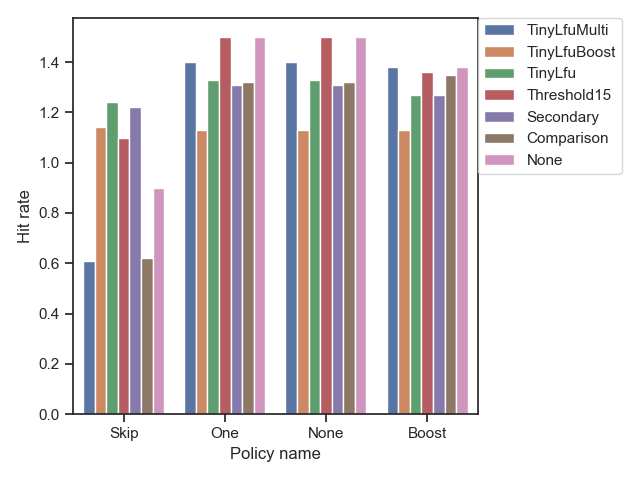 TinyLfuMulti
TinyLfuBoost
TinyLfu
Threshold15
Secondary
Comparison
None
Hit rate
1.4
1.2
1.0
0.8
0.6
0.4
0.2
0.0
Skip One None Boost
Policy name